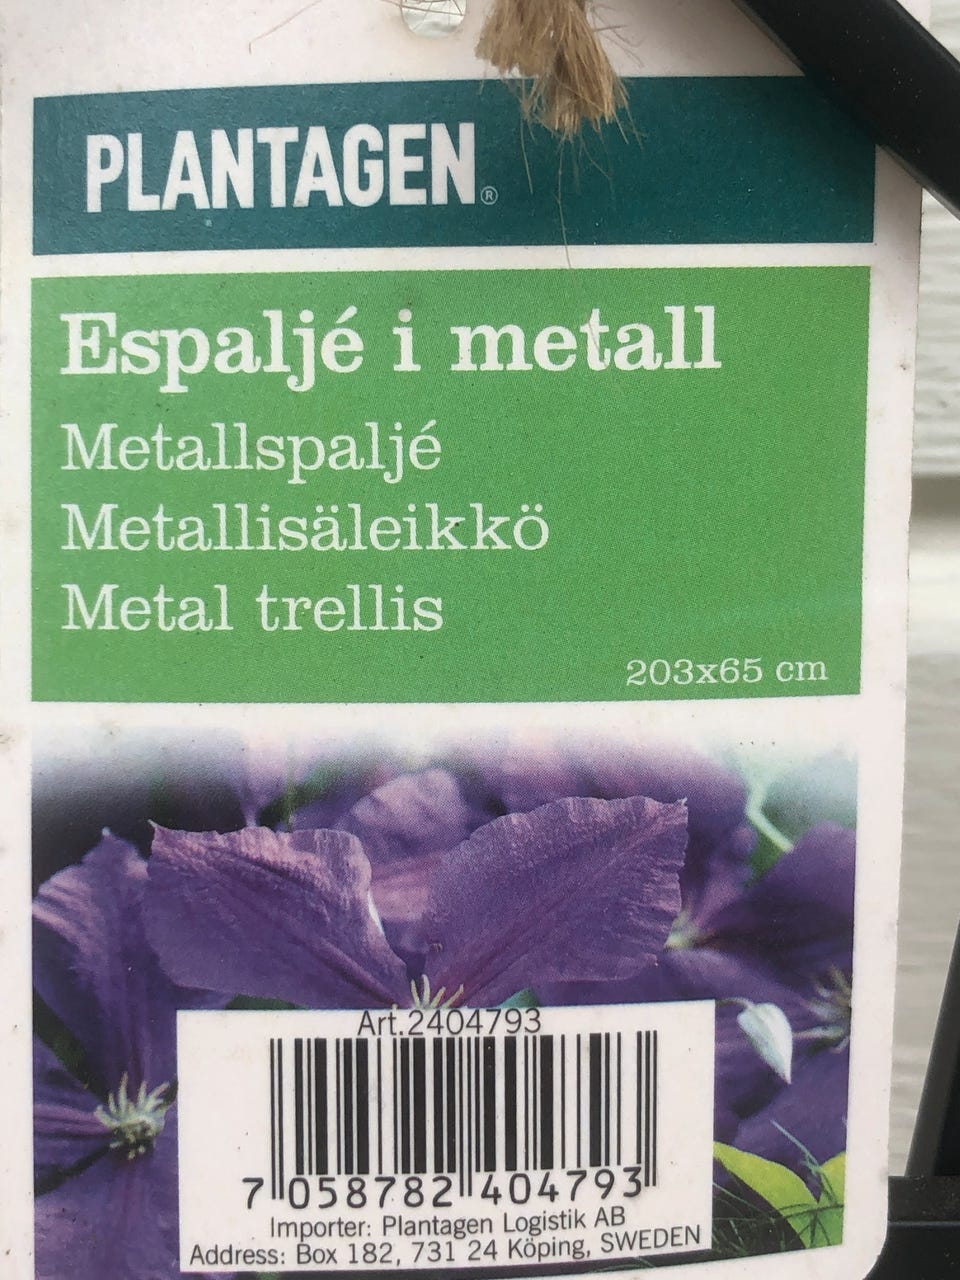 PLANTAGEN®
Espaljé i metall
Metallspaljé
Metallisäleikkö
Metal trellis
203x65 cm
Art.2404793
7 058782 404793
Importer: Plantagen Logistik AB
Address: Box 182, 731 24 Köping, SWEDEN